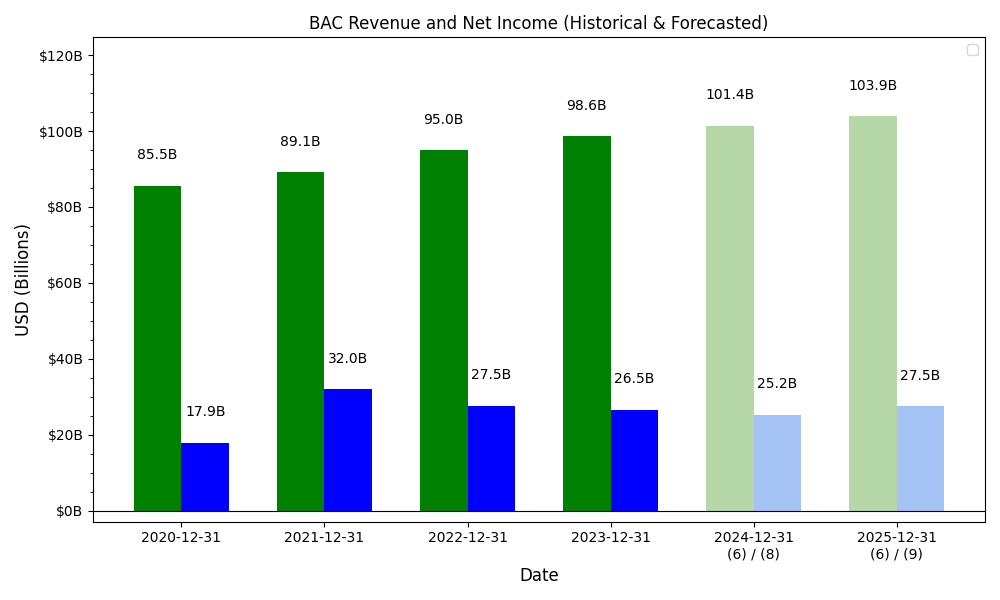 BAC Revenue and Net Income (Historical & Forecasted)
$120B
$100B
$80B
$60B
$40B
$20B
$0B
USD (Billions)
85.5B
17.9B
89.1B
32.0B
95.0B
27.5B
98.6B
26.5B
101.4B
25.2B
103.9B
27.5B
2020-12-31
2021-12-31
2022-12-31
2023-12-31
2024-12-31
(6) / (8)
2025-12-31
(6) / (9)
Date